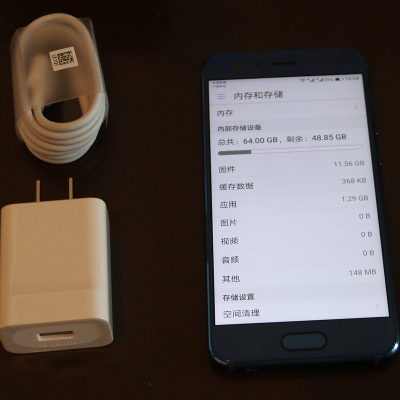 内存和存储
内存
内部存储设备
总共：64.00 GB，剩余：48.85 GB
固件 11.56 GB
缓存数据 368 KB
应用 1.29 GB
图片 0 B
视频 0 B
音频 0 B
其他 148 MB
存储设置
空间清理